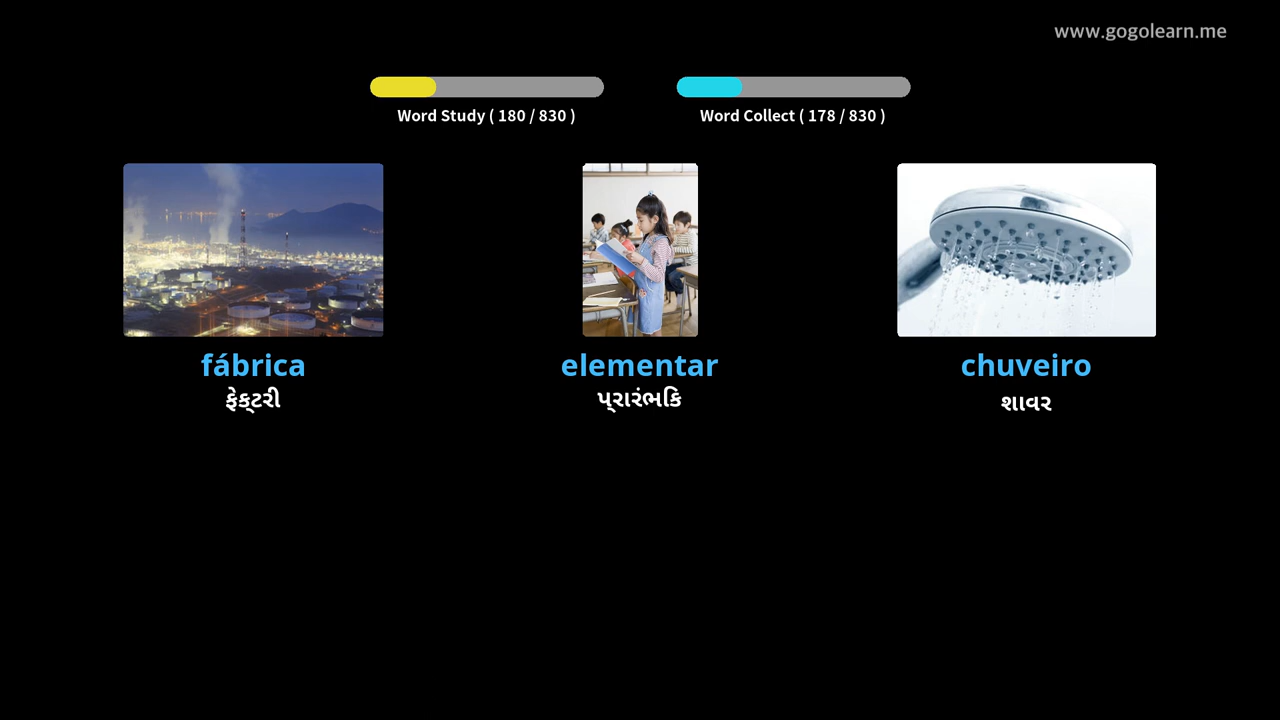 www.gogolearn.me
Word Study ( 180 / 830 )
Word Collect ( 178 / 830 )
fábrica
ફેક્ટરી
elementar
પ્રારંભિક
chuveiro
શાવર